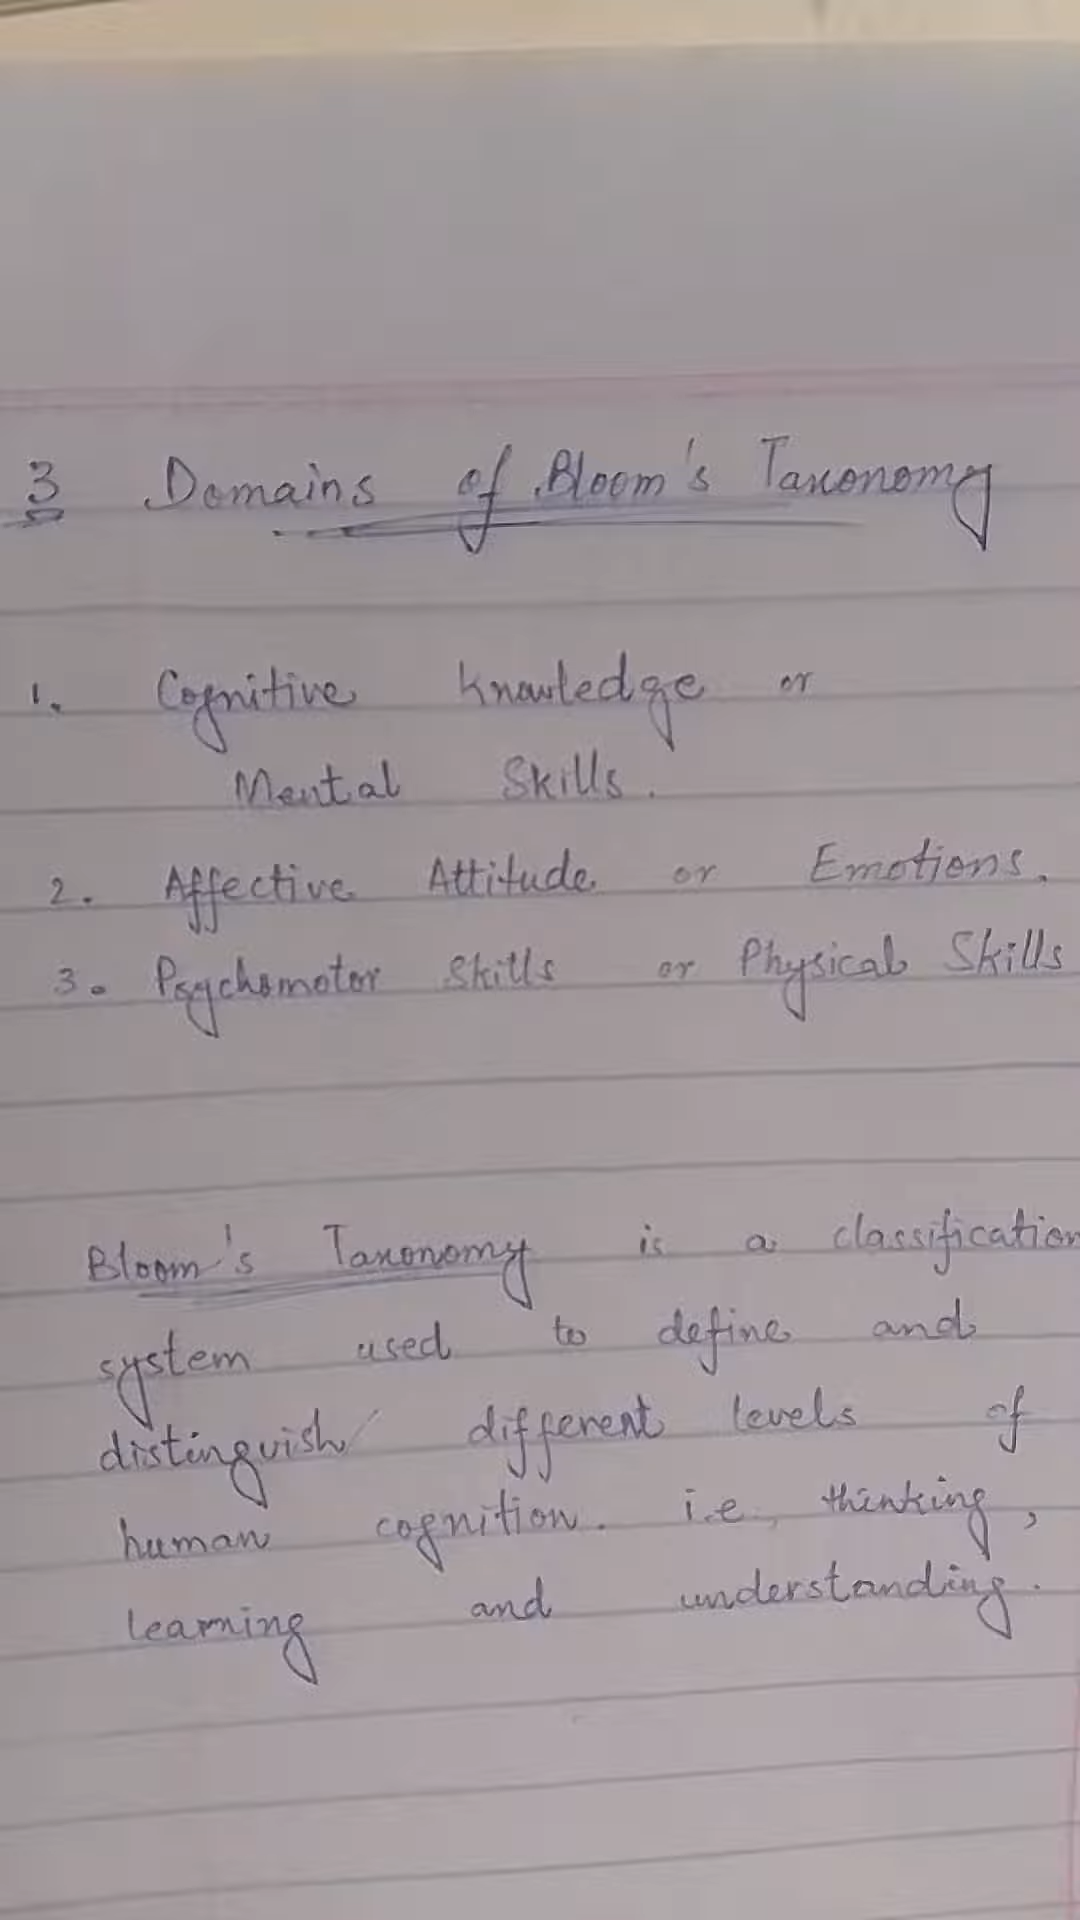 3 Domains of Bloom's Taxonomy
1. Cognitive Knowledge or
Mental Skills.
2. Affective Attitude or Emotions.
3. Psychomotor Skills or Physical Skills
Bloom's Taxonomy is a classification
system used to define and
distinguish different levels of
human cognition. i.e, thinking,
learning and understanding.